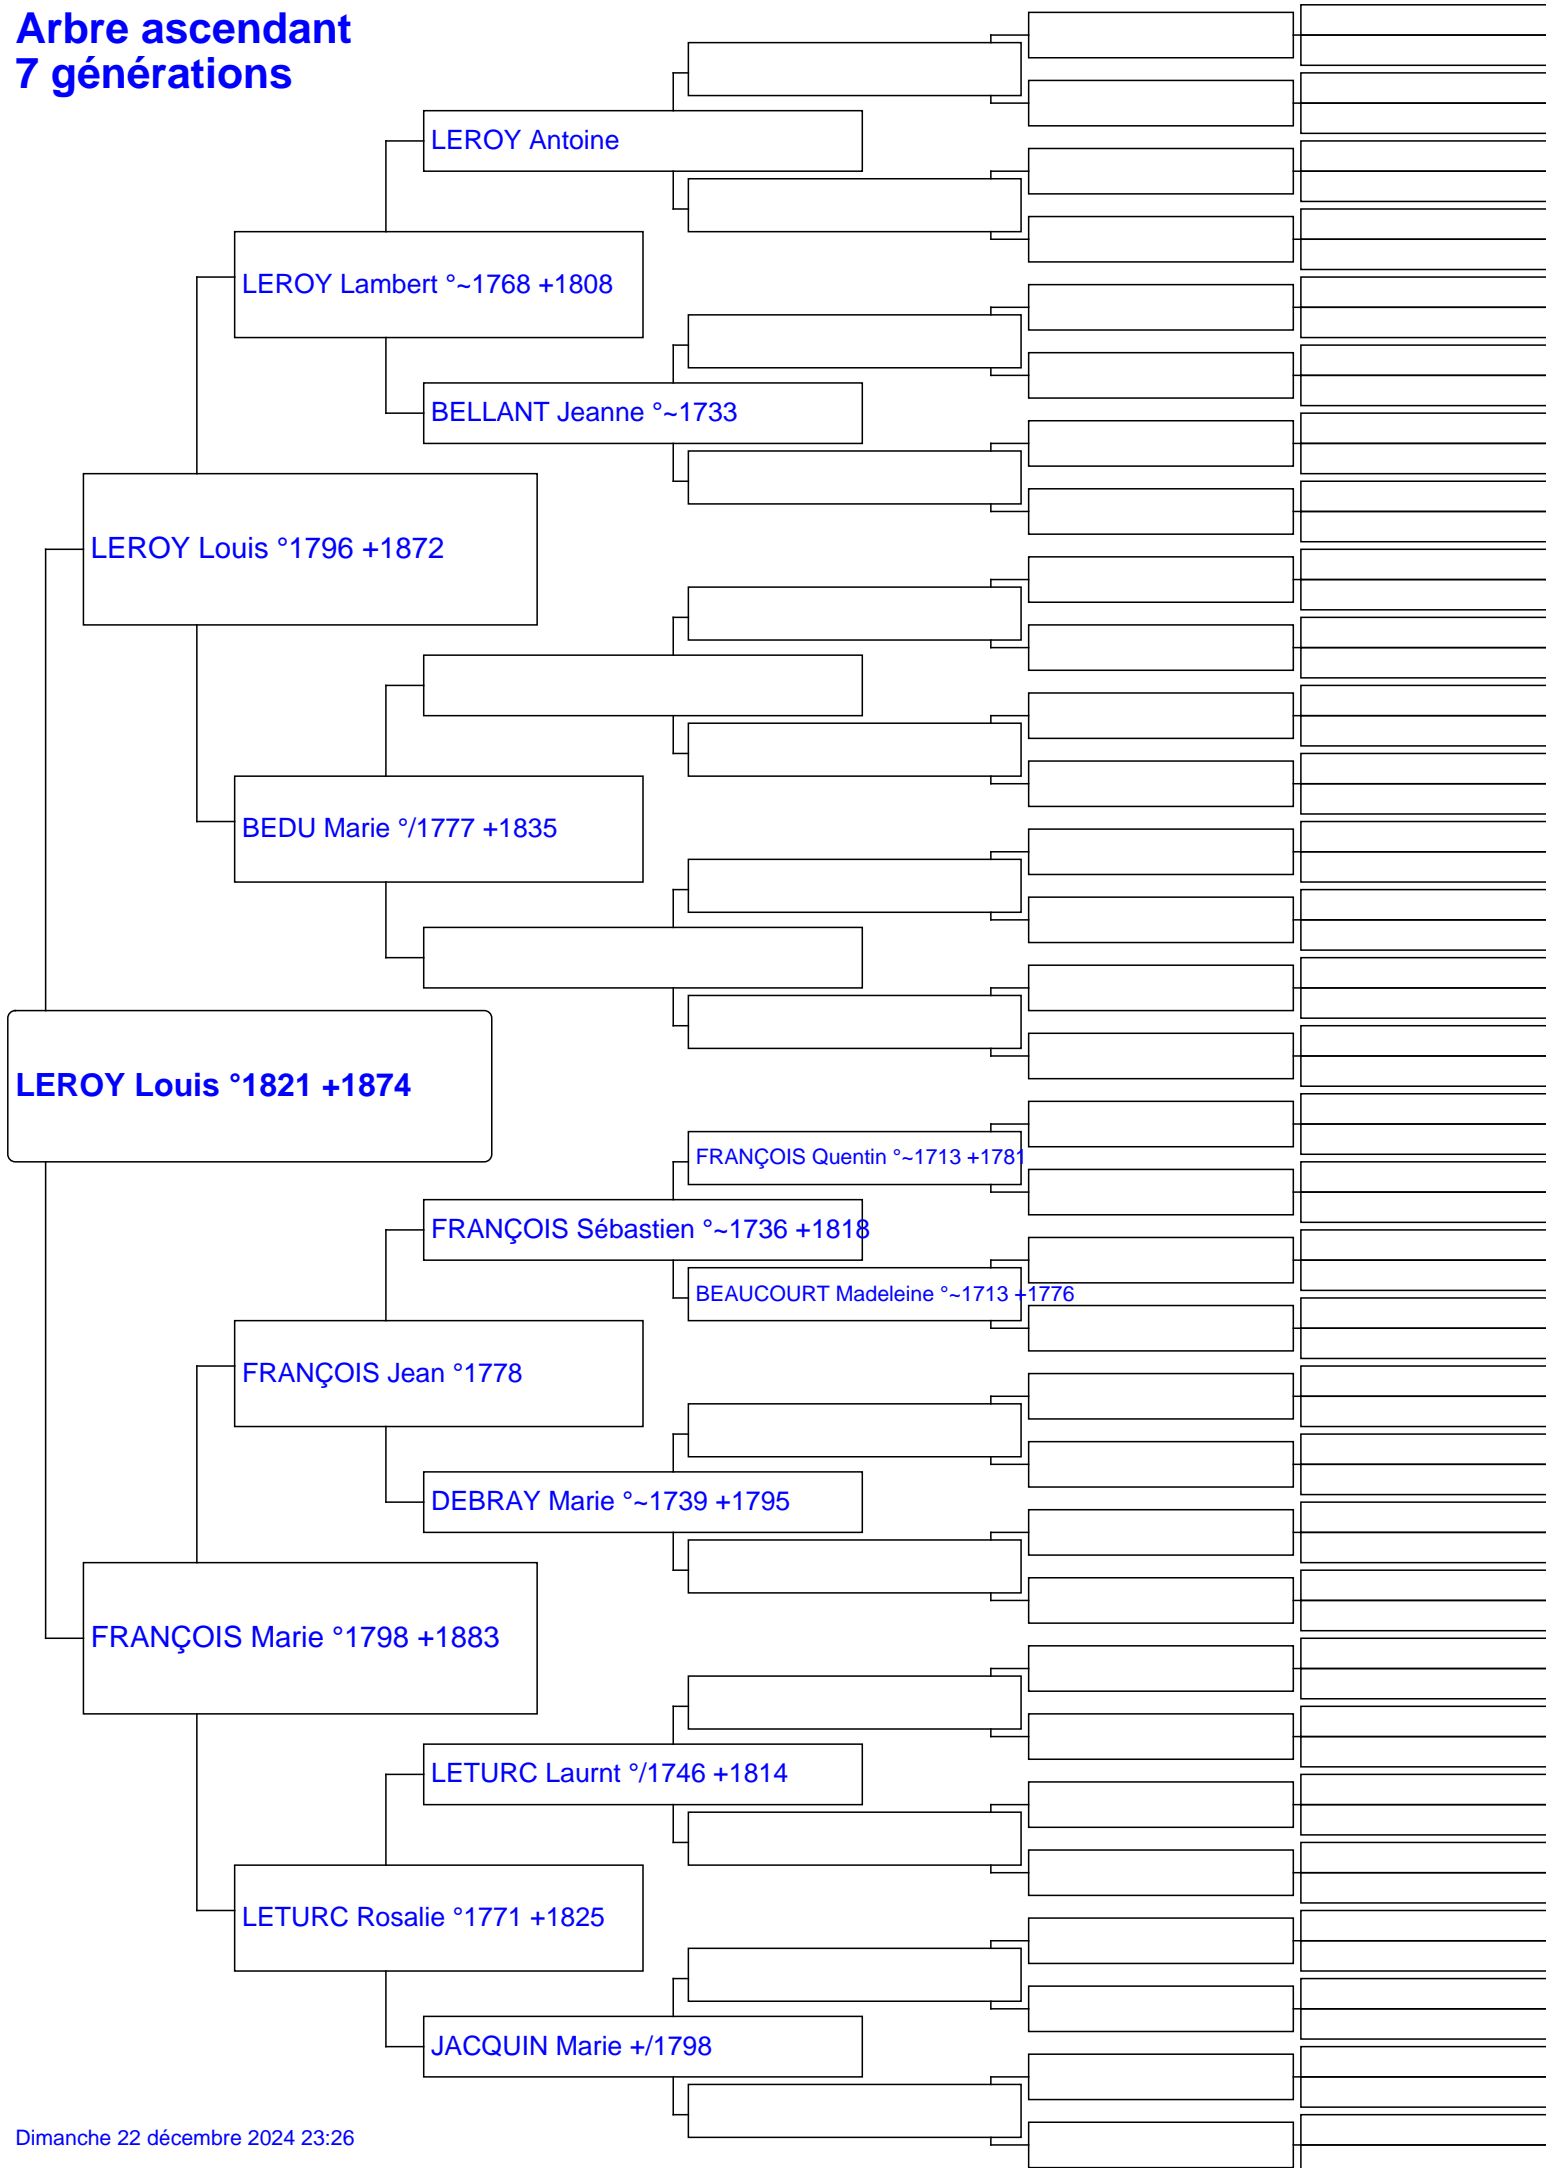 Arbre ascendant
7 générations
LEROY Antoine
LEROY Lambert °~1768 +1808
BELLANT Jeanne °~1733
LEROY Louis °1796 +1872
BEDU Marie °/1777 +1835
LEROY Louis °1821 +1874
FRANÇOIS Quentin °~1713 +1781
FRANÇOIS Sébastien °~1736 +1818
BEAUCOURT Madeleine °~1713 +1776
FRANÇOIS Jean °1778
DEBRAY Marie °~1739 +1795
FRANÇOIS Marie °1798 +1883
LETURC Laurnt °/1746 +1814
LETURC Rosalie °1771 +1825
JACQUIN Marie +/1798
Dimanche 22 décembre 2024 23:26